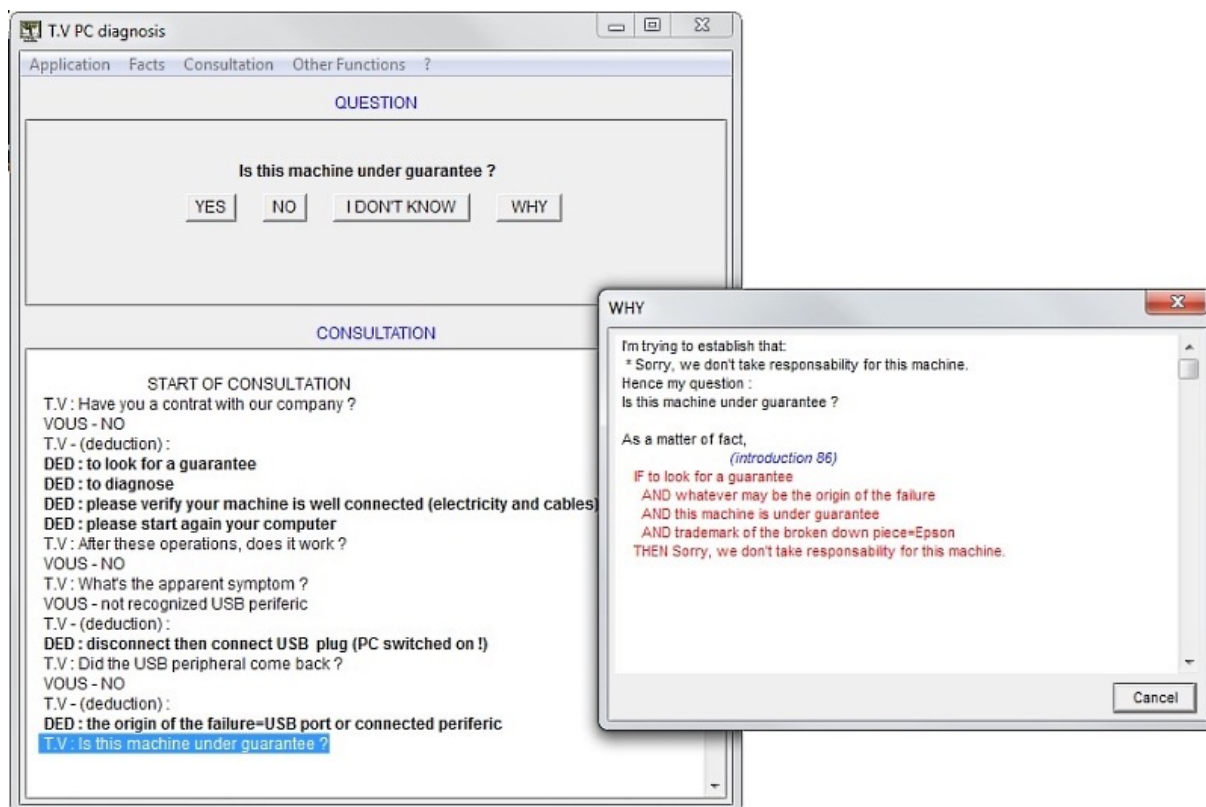 T.V PC diagnosis
Application Facts Consultation Other Functions ?
QUESTION
Is this machine under guarantee ?
YES NO I DON'T KNOW WHY
CONSULTATION
START OF CONSULTATION
T.V : Have you a contrat with our company ?
VOUS - NO
T.V - (deduction) :
DED : to look for a guarantee
DED : to diagnose
DED : please verify your machine is well connected (electricity and cables)
DED : please start again your computer
T.V : After these operations, does it work ?
VOUS - NO
T.V : What's the apparent symptom ?
VOUS - not recognized USB periferic
T.V - (deduction) :
DED : disconnect then connect USB plug (PC switched on !)
T.V : Did the USB peripheral come back ?
VOUS - NO
T.V - (deduction) :
DED : the origin of the failure=USB port or connected periferic
T.V : Is this machine under guarantee ?
WHY
I'm trying to establish that:
* Sorry, we don't take responsability for this machine.
Hence my question :
Is this machine under guarantee ?
As a matter of fact,
(introduction 86)
IF to look for a guarantee
AND whatever may be the origin of the failure
AND this machine is under guarantee
AND trademark of the broken down piece=Epson
THEN Sorry, we don't take responsability for this machine.
Cancel